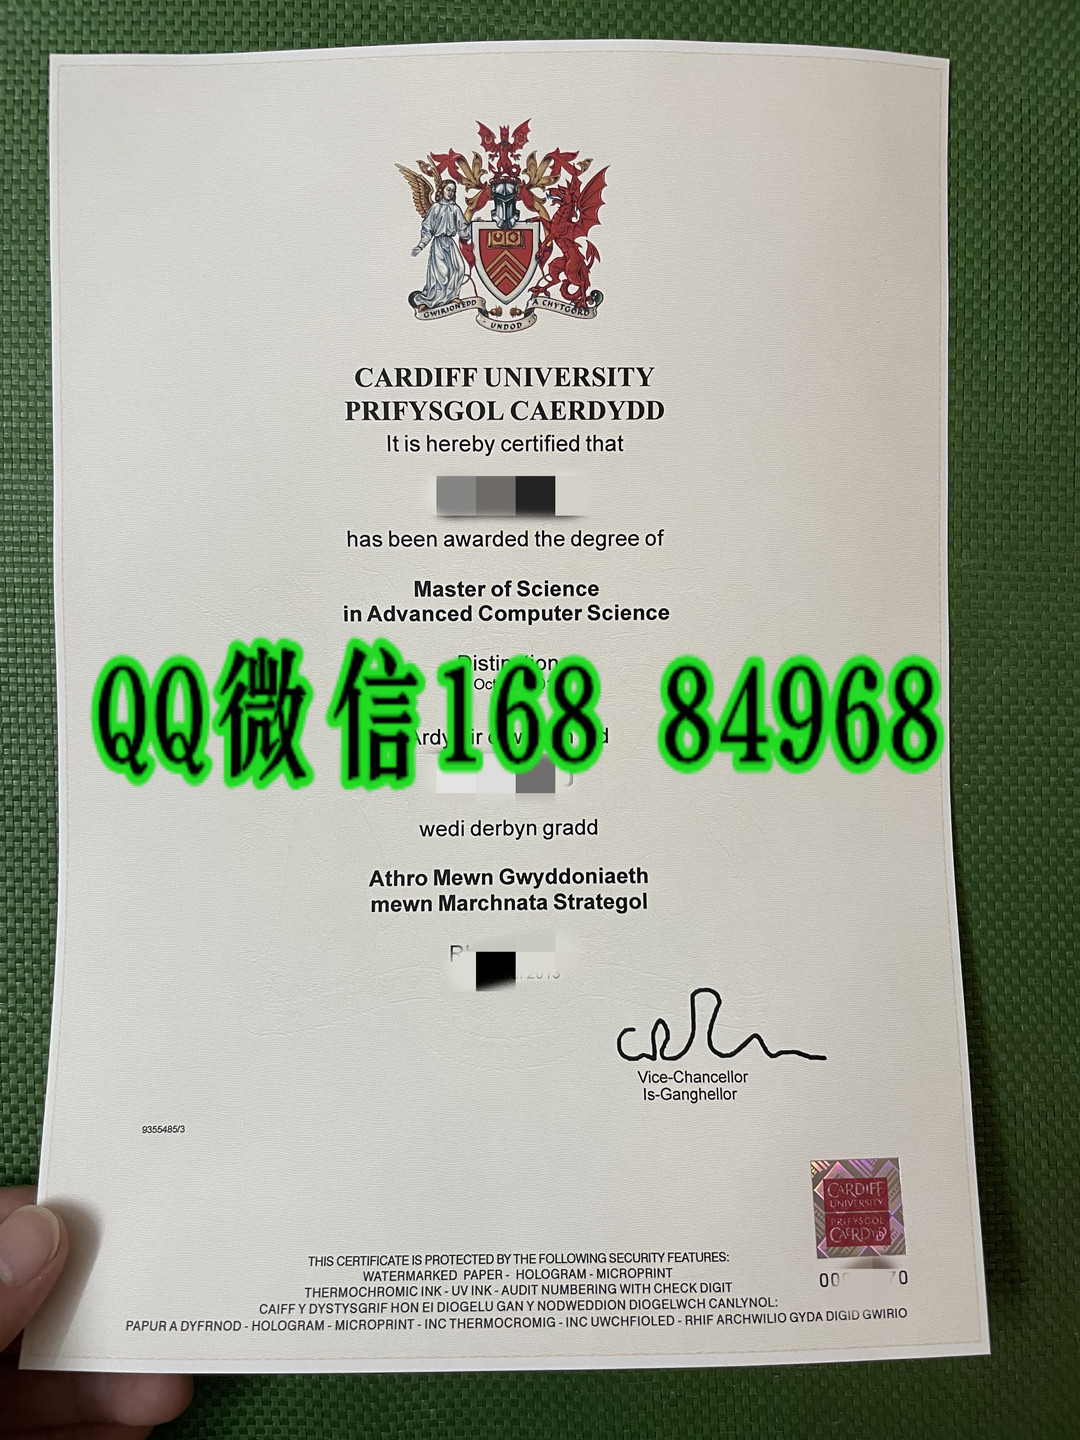 GWIRIONEDD UNDOD A CHYTGORD
CARDIFF UNIVERSITY
PRIFYSGOL CAERDYDD
It is hereby certified that
has been awarded the degree of
Master of Science
in Advanced Computer Science
QQ微信168 84968
wedi derbyn gradd
Athro Mewn Gwyddoniaeth
mewn Marchnata Strategol
Vice-Chancellor
Is-Ganghellor
9355485/3
CARDIFF
UNIVERSITY
PRIFYSGOL
CAERDYDD
THIS CERTIFICATE IS PROTECTED BY THE FOLLOWING SECURITY FEATURES:
WATERMARKED PAPER - HOLOGRAM - MICROPRINT
THERMOCHROMIC INK - UV INK - AUDIT NUMBERING WITH CHECK DIGIT
CAIFF Y DYSTYSGRIF HON EI DIOGELU GAN Y NODWEDDION DIOGELWCH CANLYNOL:
PAPUR A DYFRNOD - HOLOGRAM - MICROPRINT - INC THERMOCROMIG - INC UWCHFIOLED - RHIF ARCHWILIO GYDA DIGID GWIRIO